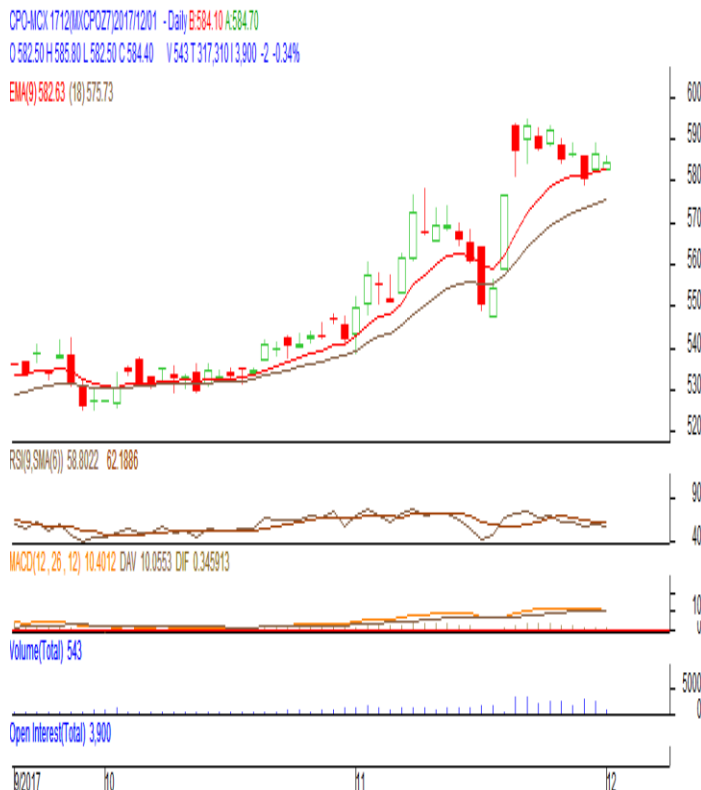 CPO-MCX 1712(MXCPOZ7)2017/12/01 - Daily B:584.10 A:584.70
O 582.50 H 585.80 L 582.50 C 584.40 V 543 T 317,310 I 3,900 -2 -0.34%
EMA(9) 582.63 (18) 575.73
600
590
580
570
560
550
540
530
520
RSI(9,SMA(6)) 58.8022 62.1886
90
40
MACD(12 , 26 , 12) 10.4012 DAV 10.0553 DIF 0.345913
10
0
Volume(Total) 543
5000
0
Open Interest(Total) 3,900
9/2017 10 11 12